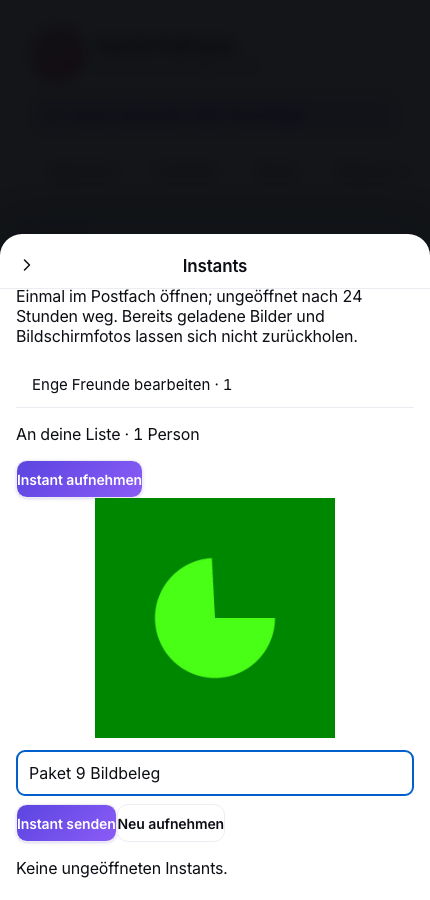 Instants
Einmal im Postfach öffnen; ungeöffnet nach 24
Stunden weg. Bereits geladene Bilder und
Bildschirmfotos lassen sich nicht zurückholen.
Enge Freunde bearbeiten · 1
An deine Liste · 1 Person
Instant aufnehmen
Paket 9 Bildbeleg
Instant senden Neu aufnehmen
Keine ungeöffneten Instants.